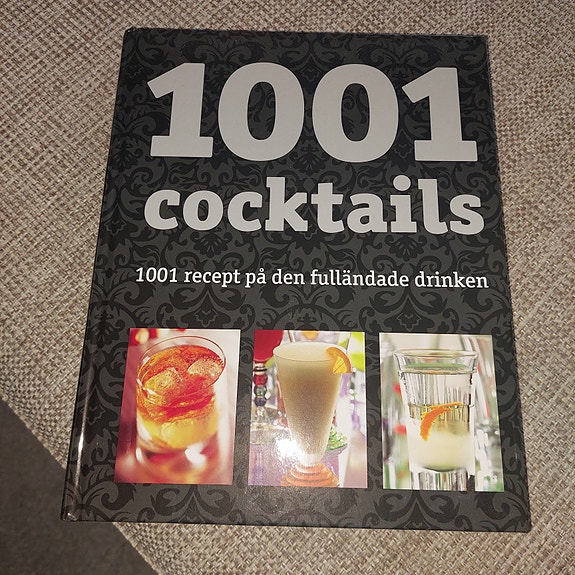 1001
cocktails
1001 recept på den fulländade drinken